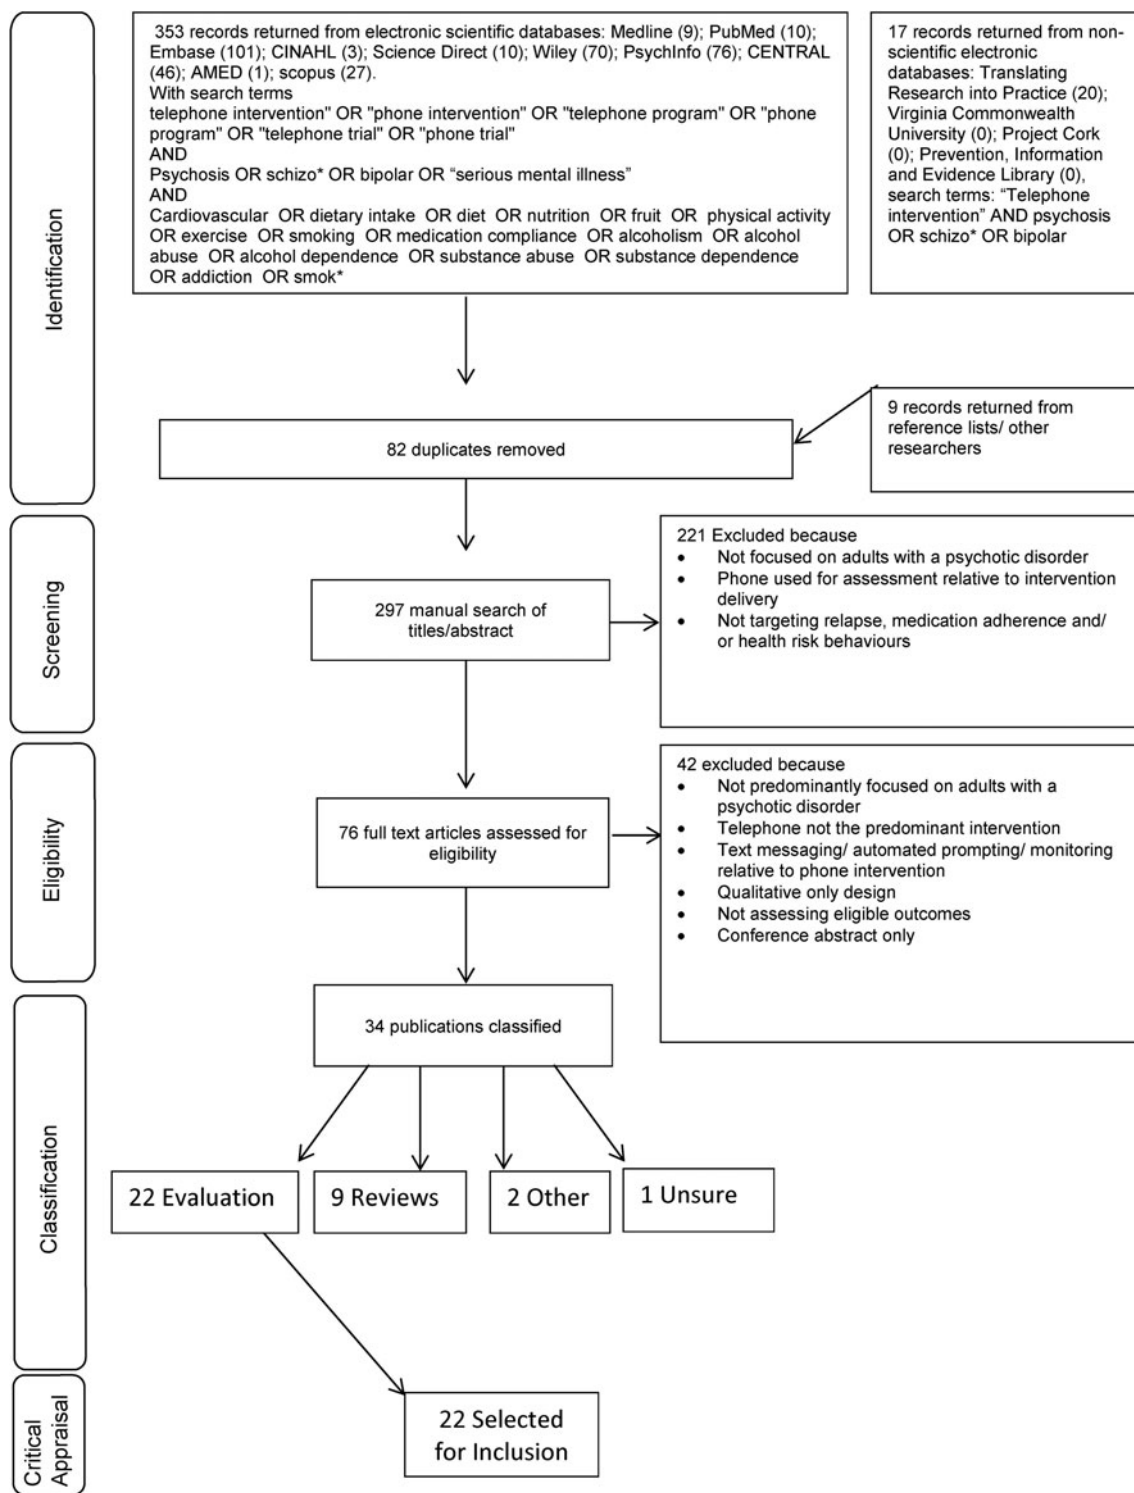 353 records returned from electronic scientific databases: Medline (9); PubMed (10);
Embase (101); CINAHL (3); Science Direct (10); Wiley (70); PsychInfo (76); CENTRAL
(46); AMED (1); scopus (27).
With search terms
telephone intervention" OR "phone intervention" OR "telephone program" OR "phone
program" OR "telephone trial" OR "phone trial"
AND
Psychosis OR schizo* OR bipolar OR “serious mental illness”
AND
Cardiovascular OR dietary intake OR diet OR nutrition OR fruit OR physical activity
OR exercise OR smoking OR medication compliance OR alcoholism OR alcohol
abuse OR alcohol dependence OR substance abuse OR substance dependence
OR addiction OR smok*
17 records returned from non-
scientific electronic
databases: Translating
Research into Practice (20);
Virginia Commonwealth
University (0); Project Cork
(0); Prevention, Information
and Evidence Library (0),
search terms: “Telephone
intervention” AND psychosis
OR schizo* OR bipolar
Identification
9 records returned from
reference lists/ other
researchers
82 duplicates removed
Screening
297 manual search of
titles/abstract
221 Excluded because
• Not focused on adults with a psychotic disorder
• Phone used for assessment relative to intervention
delivery
• Not targeting relapse, medication adherence and/
or health risk behaviours
Eligibility
76 full text articles assessed for
eligibility
42 excluded because
• Not predominantly focused on adults with a
psychotic disorder
• Telephone not the predominant intervention
• Text messaging/ automated prompting/ monitoring
relative to phone intervention
• Qualitative only design
• Not assessing eligible outcomes
• Conference abstract only
Classification
34 publications classified
22 Evaluation
9 Reviews
2 Other
1 Unsure
Critical
Appraisal
22 Selected
for Inclusion